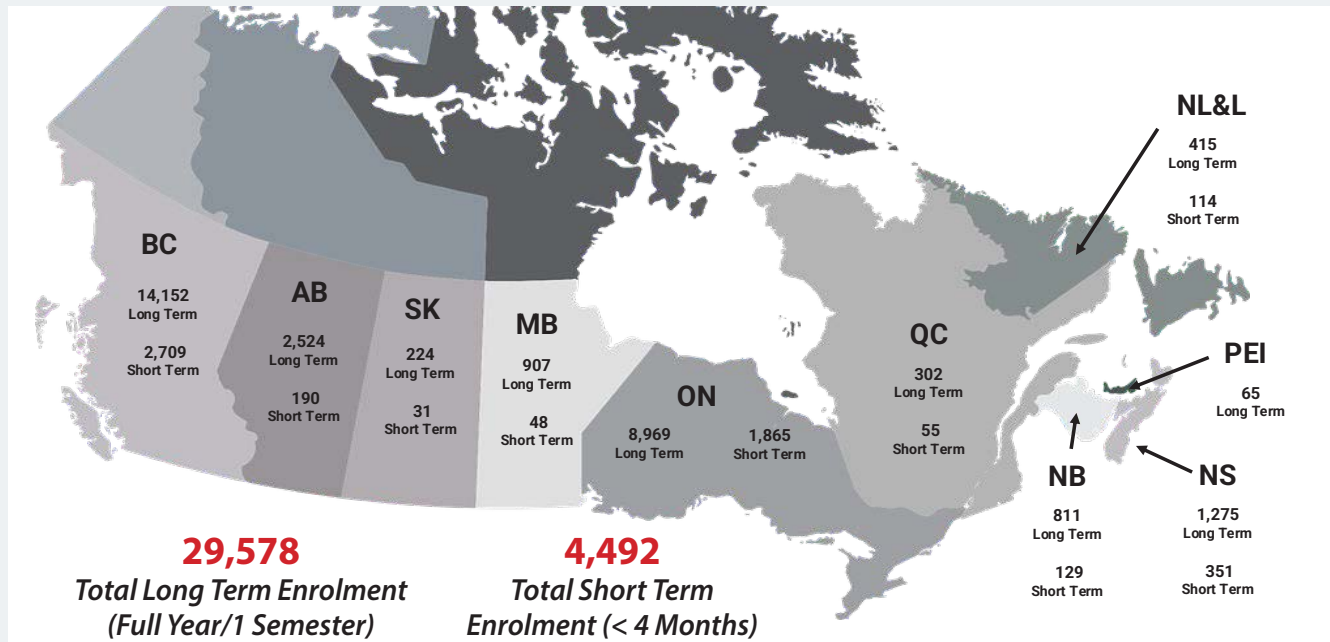 BC
14,152
Long Term
2,709
Short Term
AB
2,524
Long Term
190
Short Term
SK
224
Long Term
31
Short Term
MB
907
Long Term
48
Short Term
ON
8,969
Long Term
1,865
Short Term
QC
302
Long Term
55
Short Term
NL&L
415
Long Term
114
Short Term
PEI
65
Long Term
NB
811
Long Term
129
Short Term
NS
1,275
Long Term
351
Short Term
29,578
Total Long Term Enrolment
(Full Year/1 Semester)
4,492
Total Short Term
Enrolment (< 4 Months)